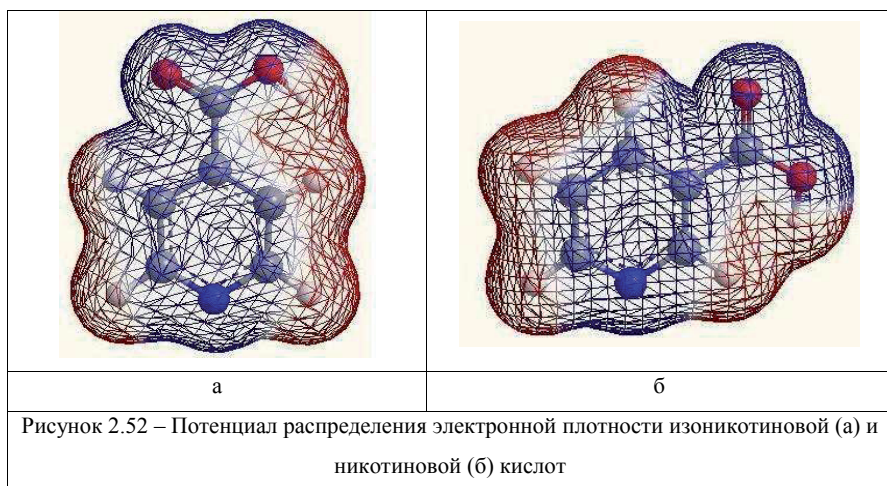 а
б
Рисунок 2.52 – Потенциал распределения электронной плотности изоникотиновой (а) и
никотиновой (б) кислот